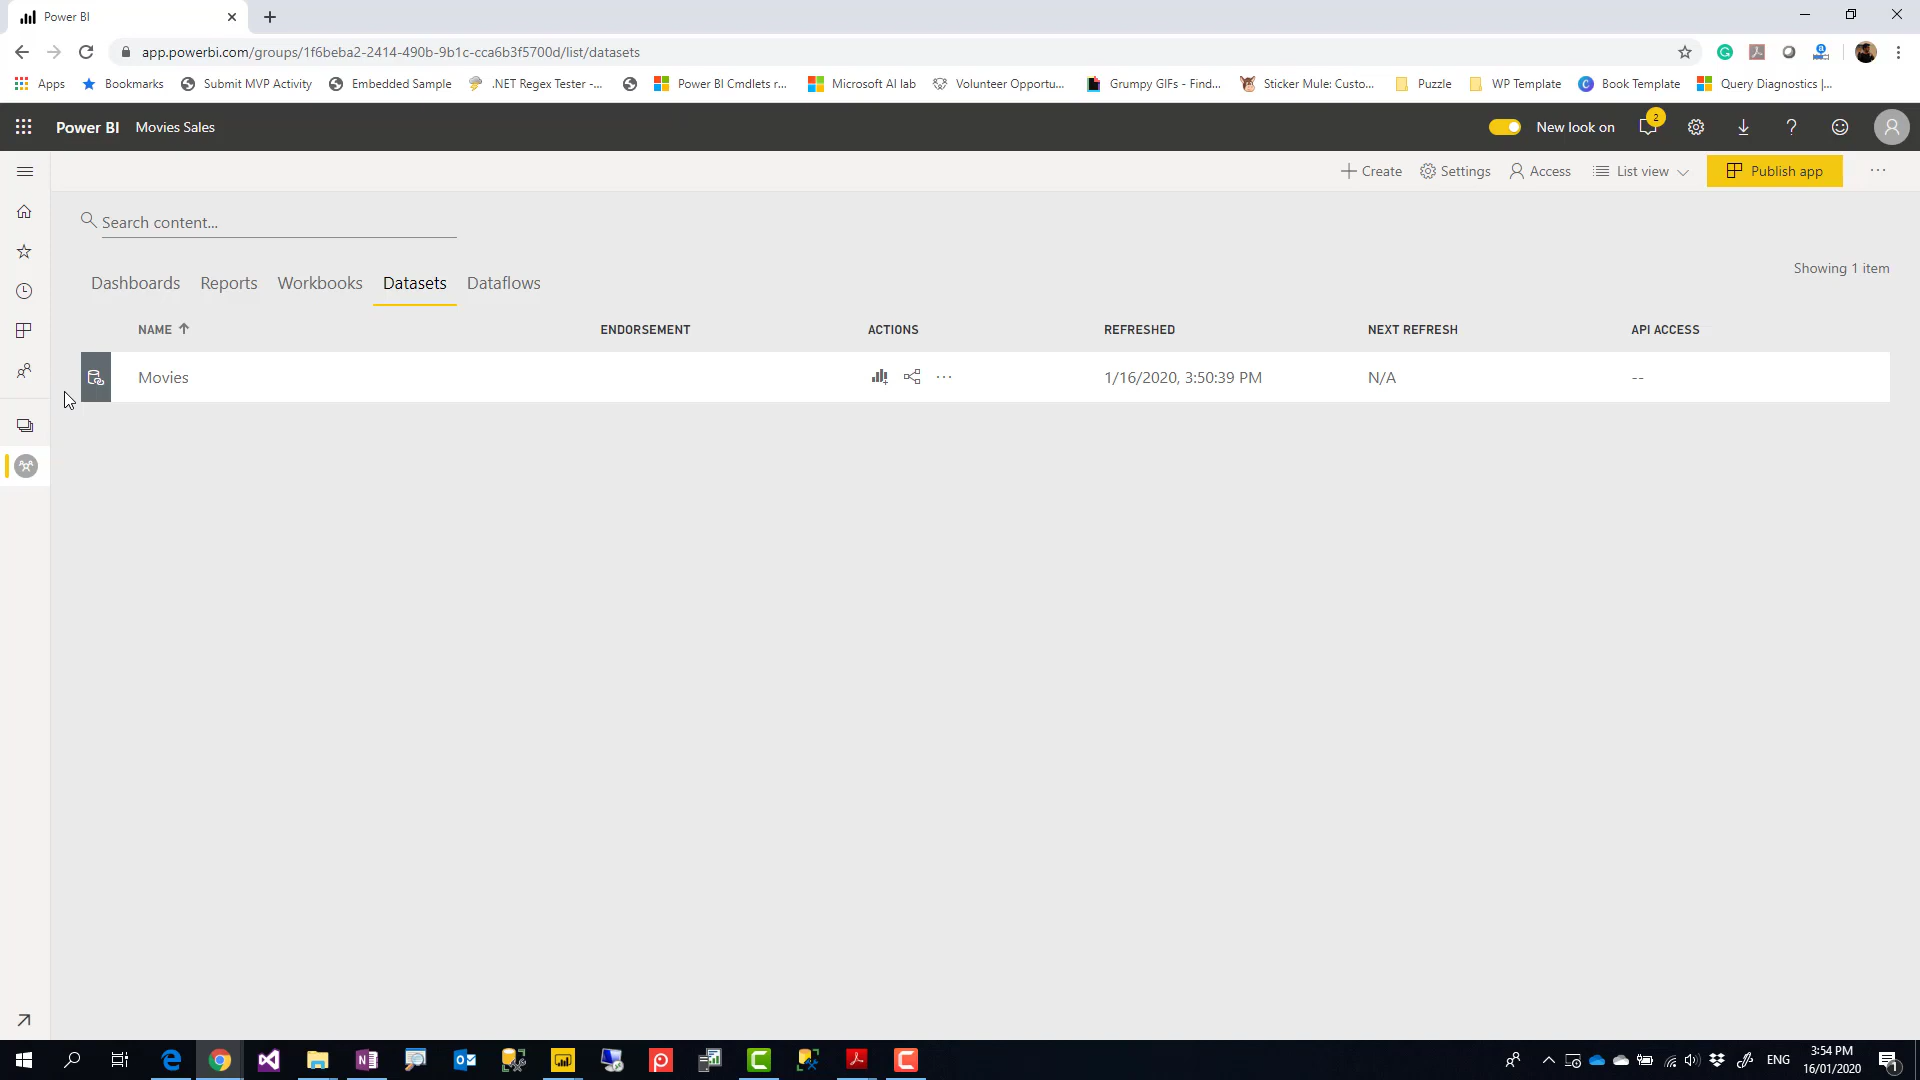 Power BI
app.powerbi.com/groups/1f6beba2-2414-490b-9b1c-cca6b3f5700d/list/datasets
Apps Bookmarks Submit MVP Activity Embedded Sample .NET Regex Tester -... Power BI Cmdlets r... Microsoft AI lab Volunteer Opportu... Grumpy GIFs - Find... Sticker Mule: Custo... Puzzle WP Template Book Template Query Diagnostics |...
Power BI Movies Sales New look on 2
Create Settings Access List view Publish app
Search content...
Showing 1 item
Dashboards Reports Workbooks Datasets Dataflows
NAME ENDORSEMENT ACTIONS REFRESHED NEXT REFRESH API ACCESS
Movies 1/16/2020, 3:50:39 PM N/A --
ENG 3:54 PM
16/01/2020 1